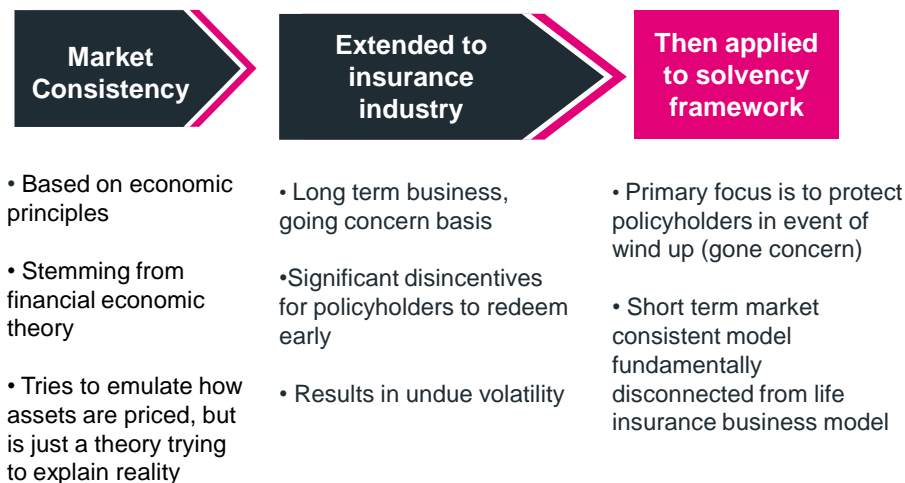 Market
Consistency
Extended to
insurance
industry
Then applied
to solvency
framework
• Based on economic
principles
• Stemming from
financial economic
theory
• Tries to emulate how
assets are priced, but
is just a theory trying
to explain reality
• Long term business,
going concern basis
•Significant disincentives
for policyholders to redeem
early
• Results in undue volatility
• Primary focus is to protect
policyholders in event of
wind up (gone concern)
• Short term market
consistent model
fundamentally
disconnected from life
insurance business model